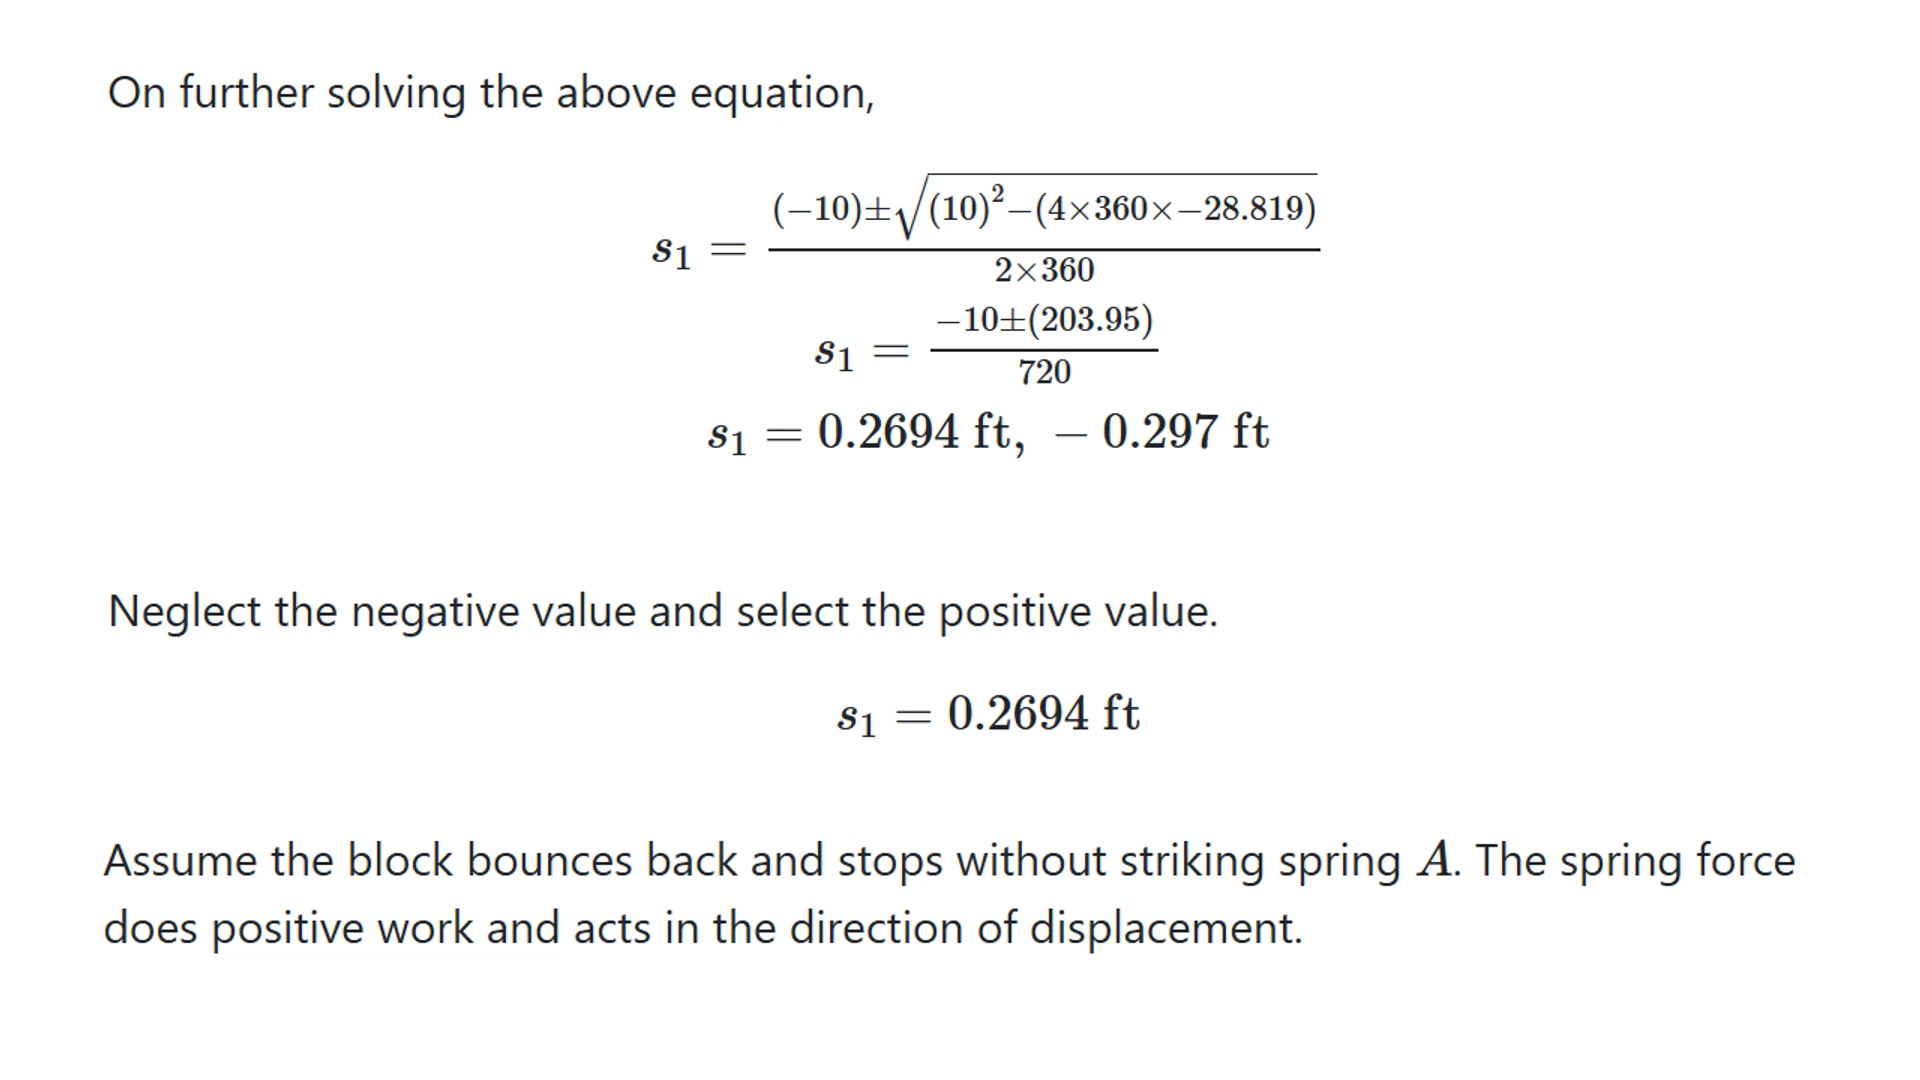 On further solving the above equation,
s₁ = (−10)±√(10)²−(4×360×−28.819)
2×360
s₁ = −10±(203.95)
720
s₁ = 0.2694 ft, − 0.297 ft
Neglect the negative value and select the positive value.
s₁ = 0.2694 ft
Assume the block bounces back and stops without striking spring A. The spring force
does positive work and acts in the direction of displacement.